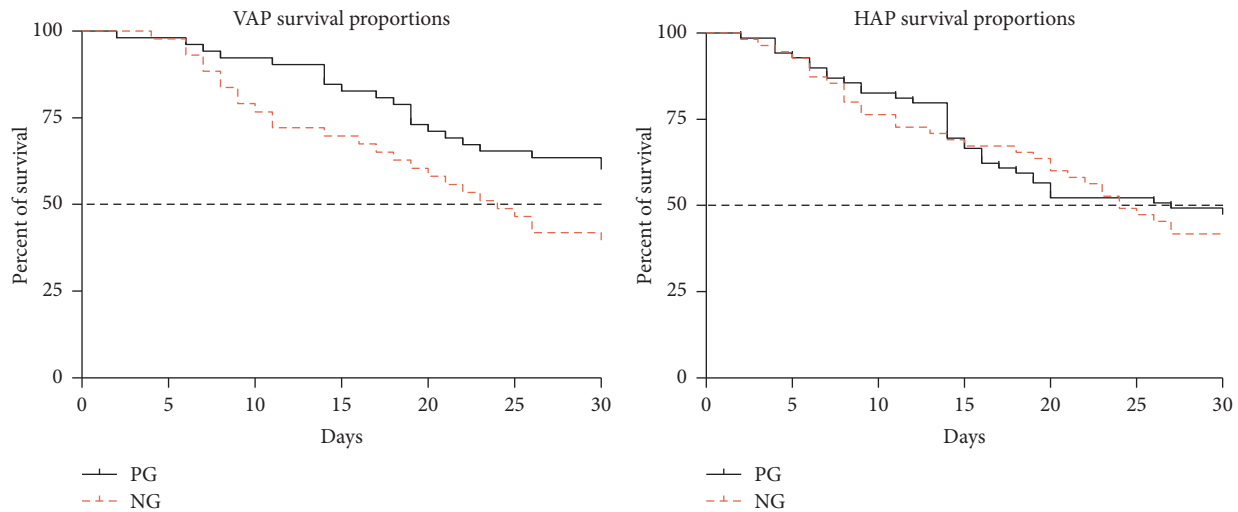 VAP survival proportions
100
75
50
25
0
Percent of survival
0 5 10 15 20 25 30
Days
PG
NG
HAP survival proportions
100
75
50
25
0
Percent of survival
0 5 10 15 20 25 30
Days
PG
NG